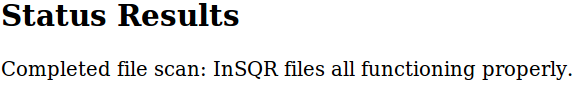 Status Results
Completed file scan: InSQR files all functioning properly.